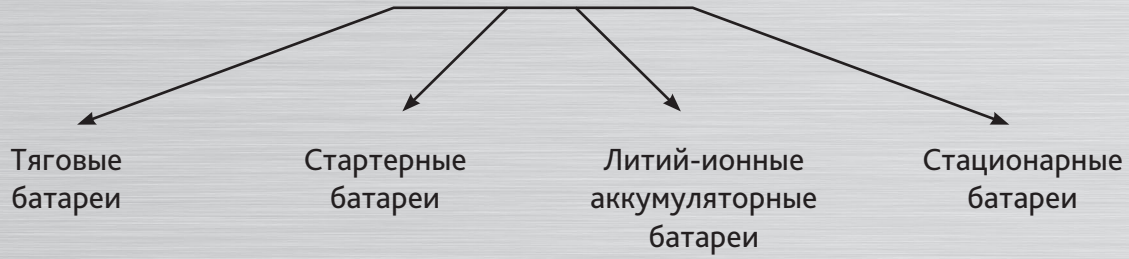 Тяговые
батареи
Стартерные
батареи
Литий-ионные
аккумуляторные
батареи
Стационарные
батареи